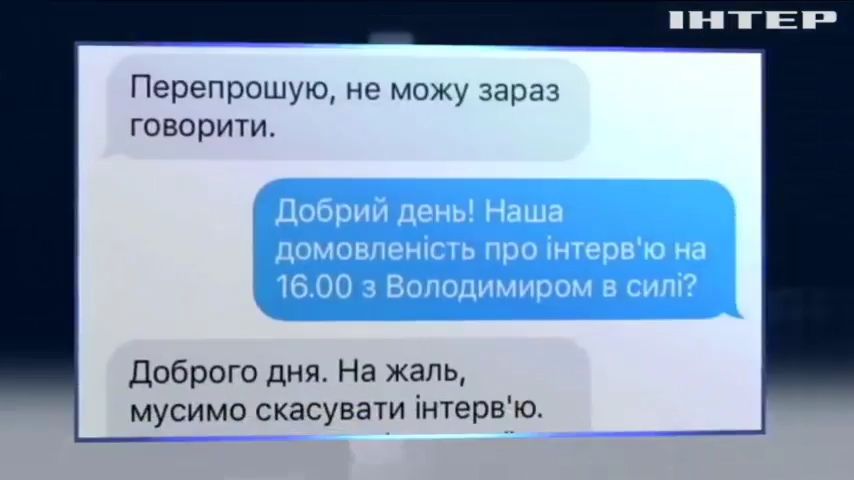 ІНТЕР
Перепрошую, не можу зараз
говорити.
Добрий день! Наша
домовленість про інтерв'ю на
16.00 з Володимиром в силі?
Доброго дня. На жаль,
мусимо скасувати інтерв'ю.